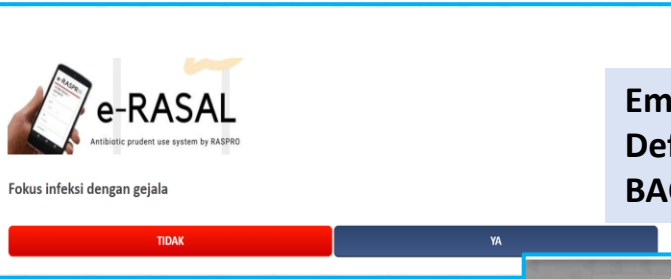 e-RASAL
Antibiotic prudent use system by RASPRO
Fokus infeksi dengan gejala
TIDAK
YA